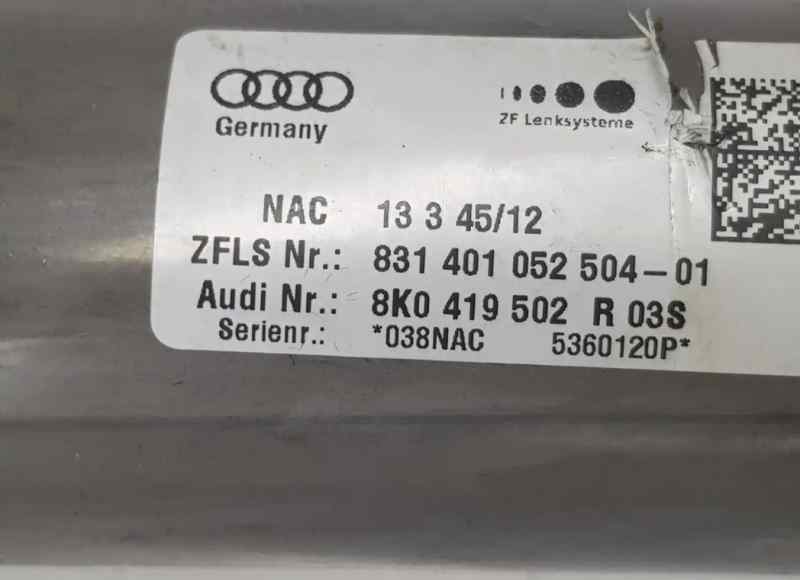 Germany
ZF Lenksysteme
NAC 13 3 45/12
ZFLS Nr.: 831 401 052 504-01
Audi Nr.: 8K0 419 502 R 03S
Serienr.: *038NAC 5360120P*